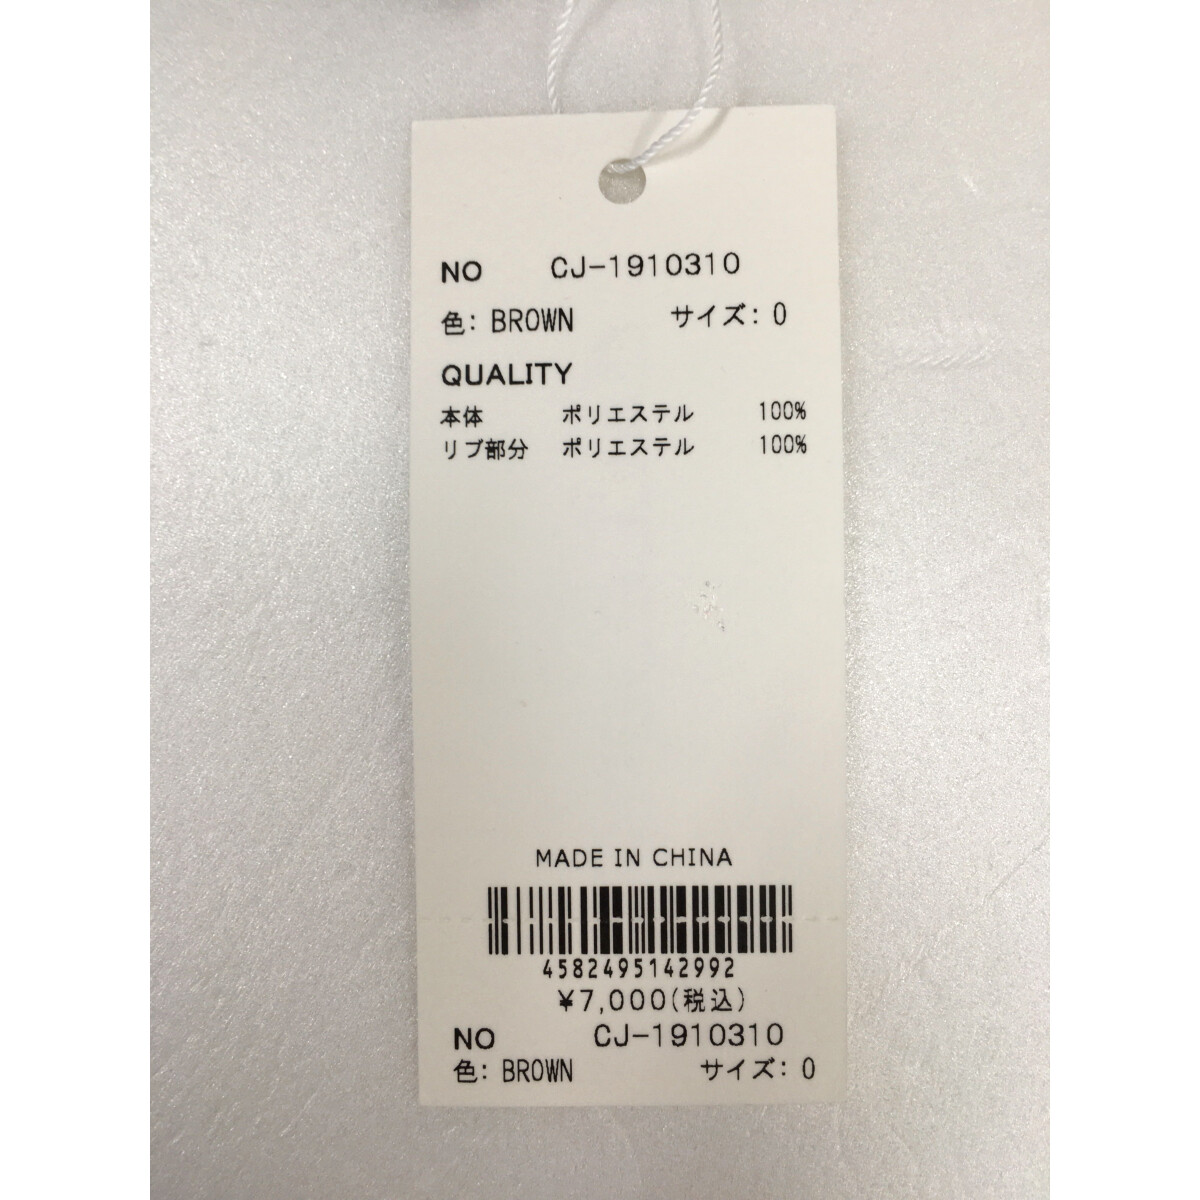 NO CJ-1910310
色: BROWN サイズ: 0
QUALITY
本体 ポリエステル 100%
リブ部分 ポリエステル 100%
MADE IN CHINA
4582495142992
¥7,000(税込)
NO CJ-1910310
色: BROWN サイズ: 0